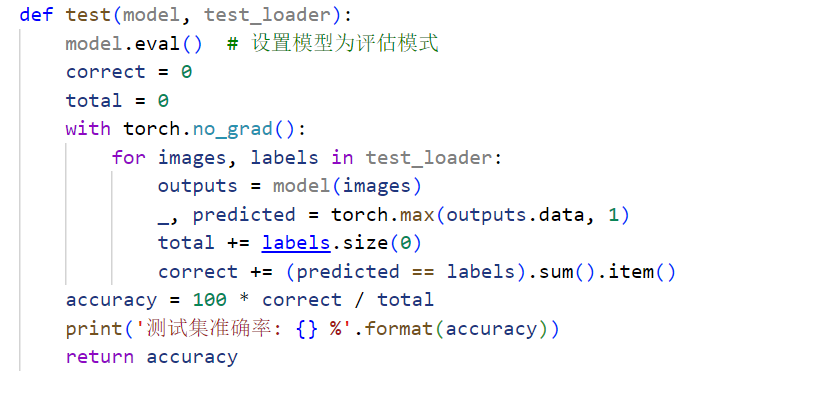 def test(model, test_loader):
    model.eval()  # 设置模型为评估模式
    correct = 0
    total = 0
    with torch.no_grad():
        for images, labels in test_loader:
            outputs = model(images)
            _, predicted = torch.max(outputs.data, 1)
            total += labels.size(0)
            correct += (predicted == labels).sum().item()
    accuracy = 100 * correct / total
    print('测试集准确率: {} %'.format(accuracy))
    return accuracy